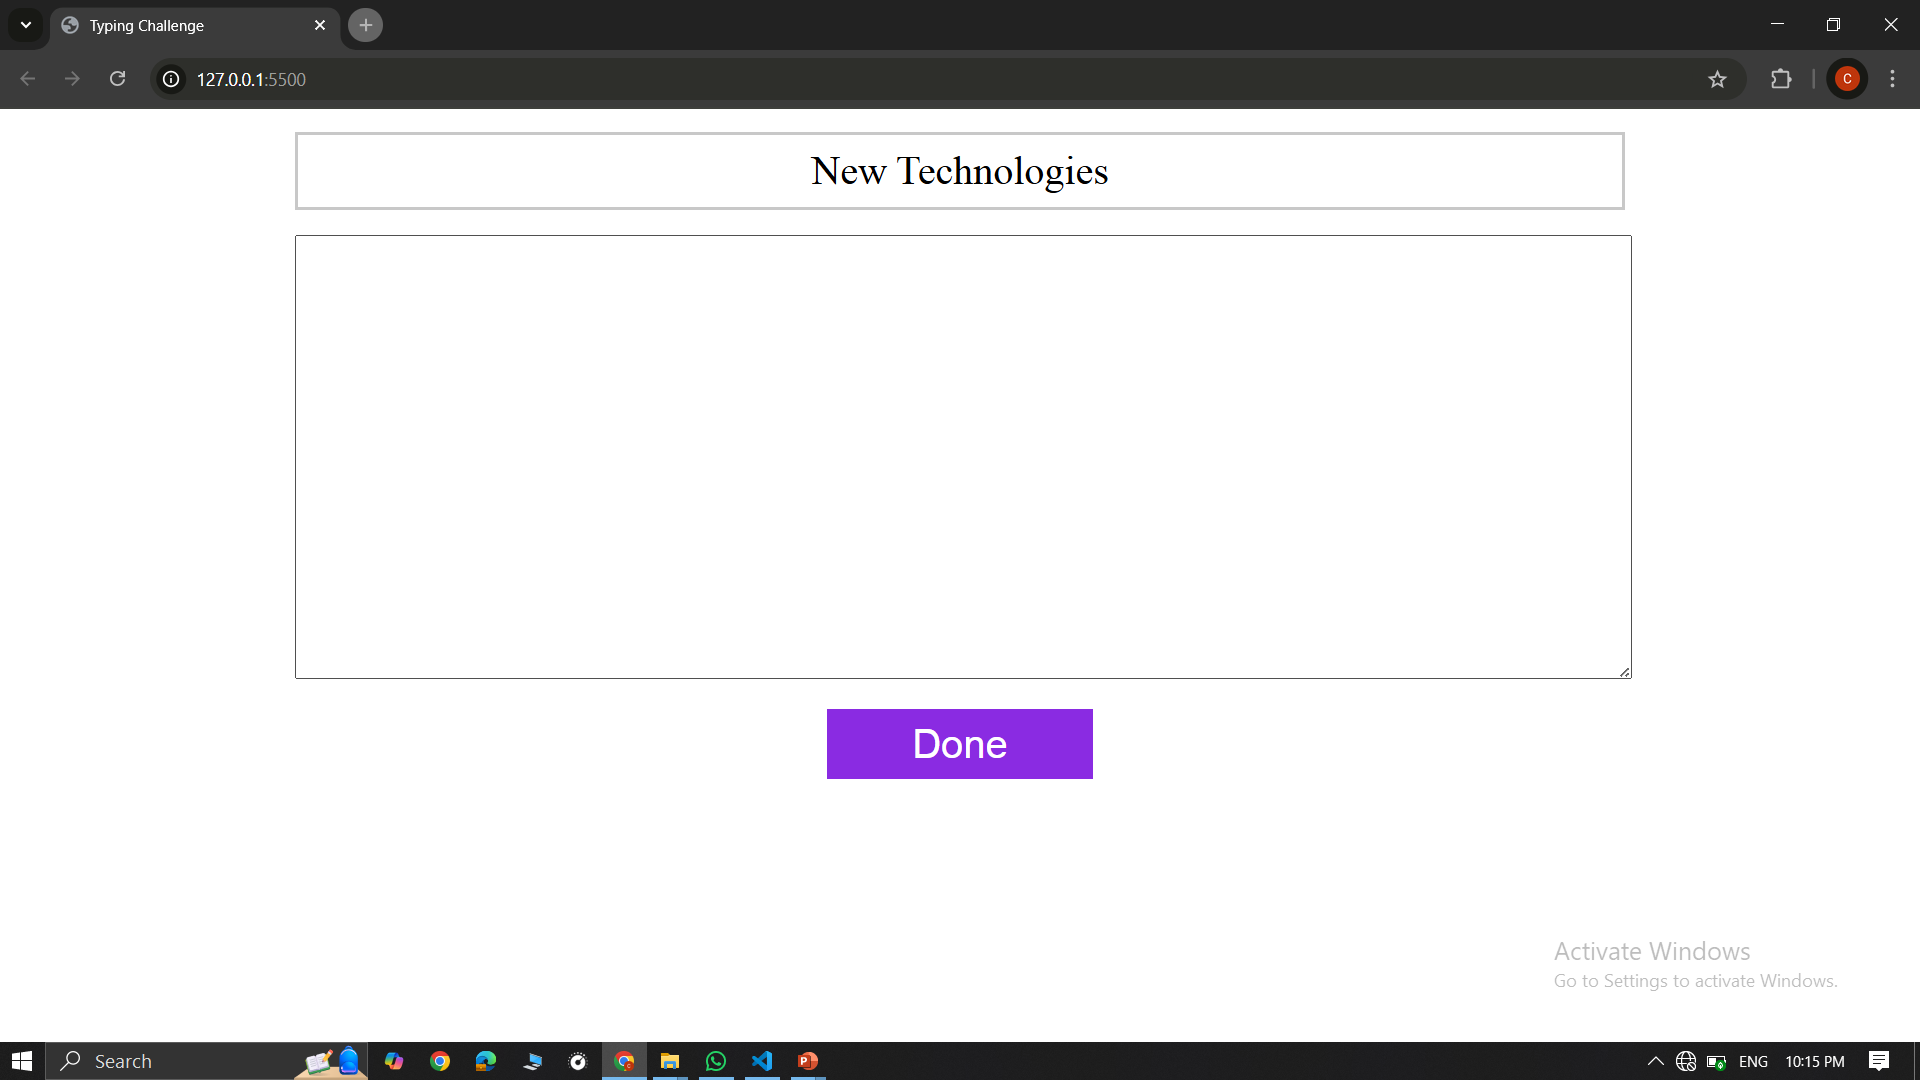 Typing Challenge
127.0.0.1:5500
C
New Technologies
Done
Activate Windows
Go to Settings to activate Windows.
Search
ENG
10:15 PM